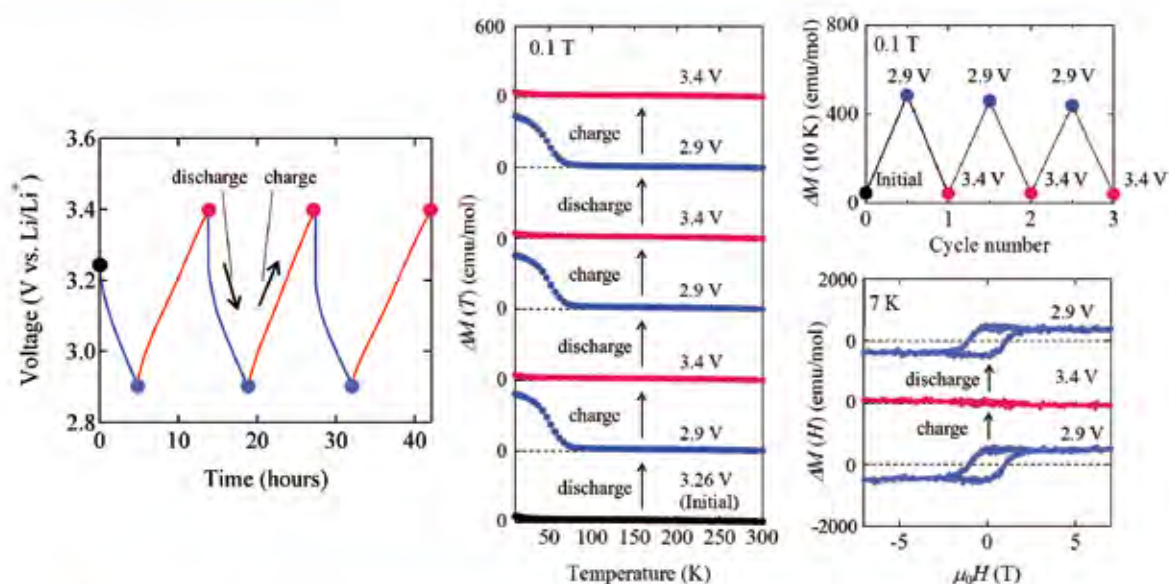 3.6
3.4
3.2
3.0
2.8
Voltage (V vs. Li/Li⁺)
discharge
charge
0
10
20
30
40
Time (hours)
600
0.1 T
3.4 V
0
charge
2.9 V
0
discharge
3.4 V
0
charge
2.9 V
0
discharge
3.4 V
0
charge
2.9 V
0
discharge
3.26 V
(Initial)
0
ΔM (T) (emu/mol)
50
100
150
200
250
300
Temperature (K)
800
400
0
ΔM (10 K) (emu/mol)
0.1 T
2.9 V
2.9 V
2.9 V
Initial
3.4 V
3.4 V
3.4 V
0
1
2
3
Cycle number
2000
0
0
0
-2000
ΔM (H) (emu/mol)
7 K
2.9 V
discharge
3.4 V
charge
2.9 V
-5
0
5
μ₀H (T)